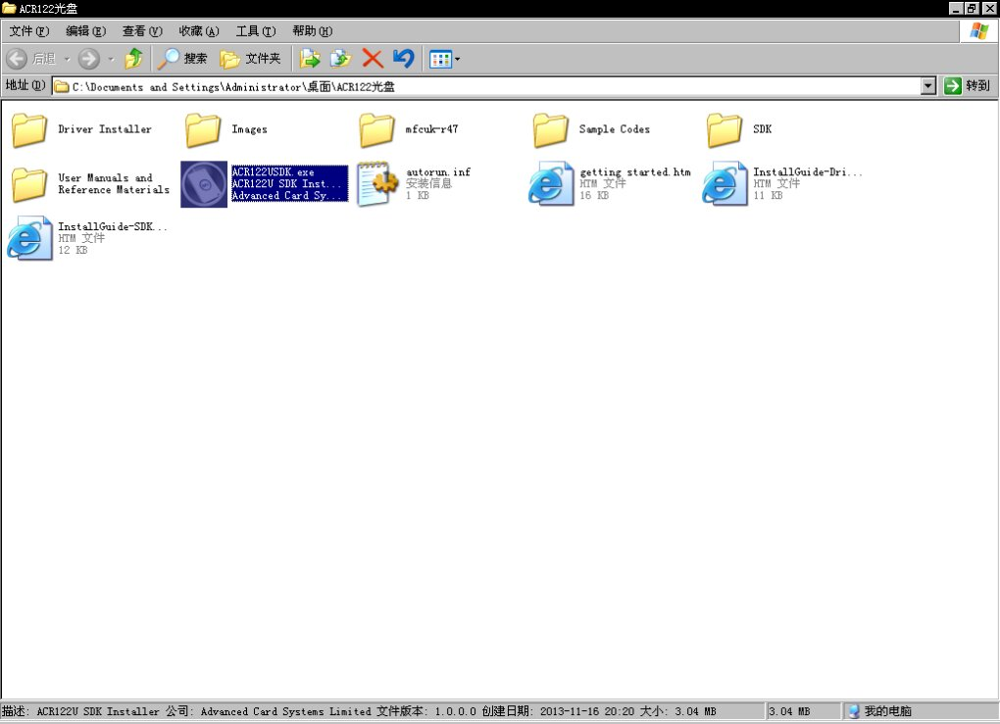 ACR122光盘
文件(F) 编辑(E) 查看(V) 收藏(A) 工具(T) 帮助(H)
后退 搜索 文件夹
地址(D) C:\Documents and Settings\Administrator\桌面\ACR122光盘 转到
Driver Installer
Images
mfcuk-r47
Sample Codes
SDK
User Manuals and
Reference Materials
ACR122USDK.exe
ACR122U SDK Inst...
Advanced Card Sy...
autorun.inf
安装信息
1 KB
getting started.htm
HTM 文件
16 KB
InstallGuide-Dri...
HTM 文件
11 KB
InstallGuide-SDK...
HTM 文件
12 KB
描述: ACR122U SDK Installer 公司: Advanced Card Systems Limited 文件版本: 1.0.0.0 创建日期: 2013-11-16 20:20 大小: 3.04 MB 3.04 MB 我的电脑